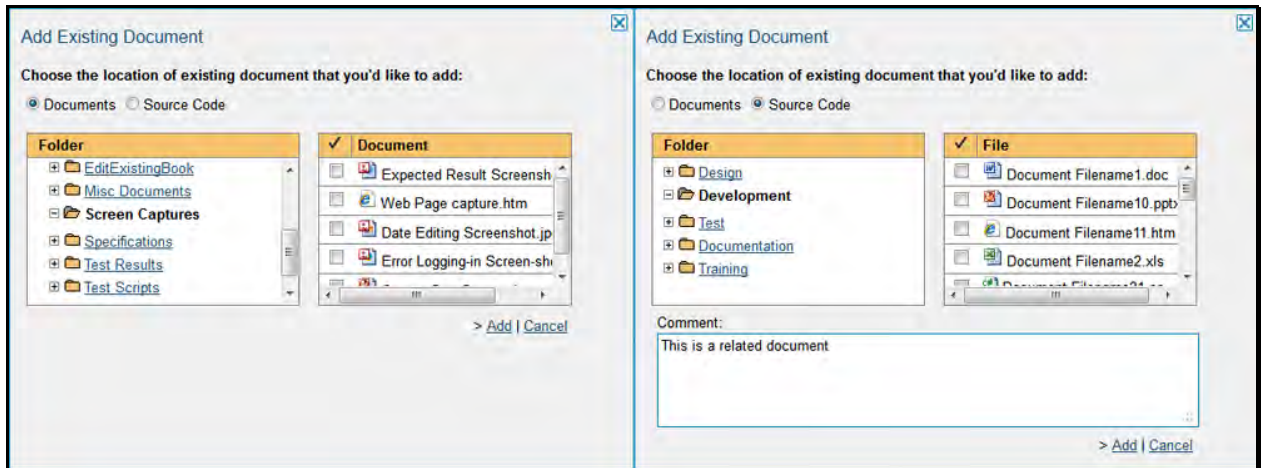 Add Existing Document
Choose the location of existing document that you'd like to add:
Documents Source Code
Folder
EditExistingBook
Misc Documents
Screen Captures
Specifications
Test Results
Test Scripts
✓ Document
Expected Result Screensh
Web Page capture.htm
Date Editing Screenshot.jp
Error Logging-in Screen-sh
> Add | Cancel
Add Existing Document
Choose the location of existing document that you'd like to add:
Documents Source Code
Folder
Design
Development
Test
Documentation
Training
✓ File
Document Filename1.doc
Document Filename10.pptx
Document Filename11.htm
Document Filename2.xls
Comment:
This is a related document
> Add | Cancel